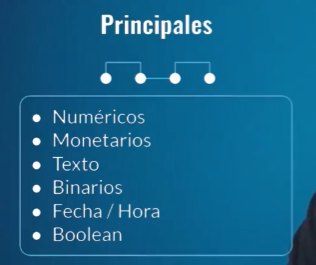 Principales
Numéricos
Monetarios
Texto
Binarios
Fecha / Hora
Boolean